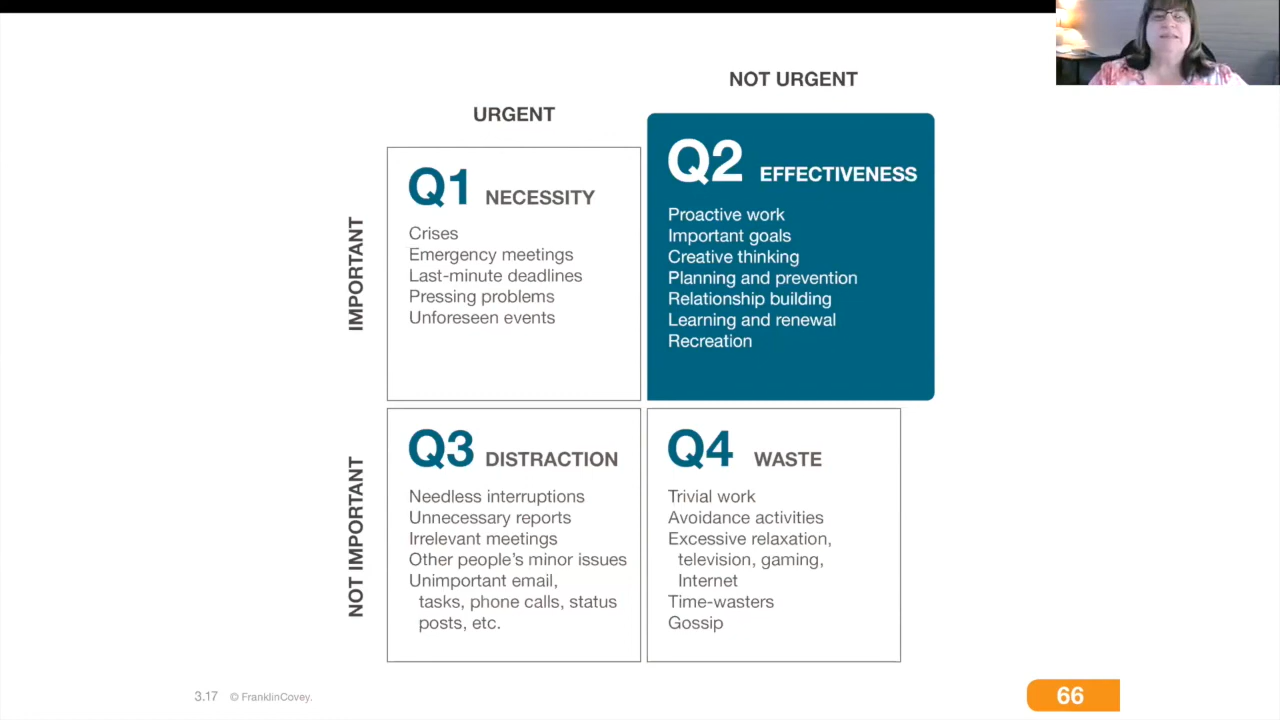 NOT URGENT
URGENT
IMPORTANT
Q1 NECESSITY
Crises
Emergency meetings
Last-minute deadlines
Pressing problems
Unforeseen events
Q2 EFFECTIVENESS
Proactive work
Important goals
Creative thinking
Planning and prevention
Relationship building
Learning and renewal
Recreation
NOT IMPORTANT
Q3 DISTRACTION
Needless interruptions
Unnecessary reports
Irrelevant meetings
Other people’s minor issues
Unimportant email,
tasks, phone calls, status
posts, etc.
Q4 WASTE
Trivial work
Avoidance activities
Excessive relaxation,
television, gaming,
Internet
Time-wasters
Gossip
3.17 © FranklinCovey.
66